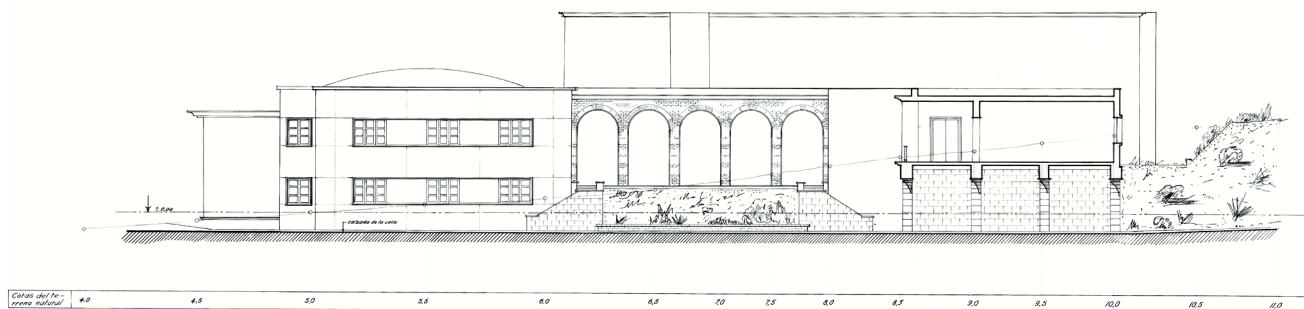 ± 0,00
calzada de la calle
Cotas del te-
rreno natural
4,0 4,5 5,0 5,5 6,0 6,5 7,0 7,5 8,0 8,5 9,0 9,5 10,0 10,5 11,0